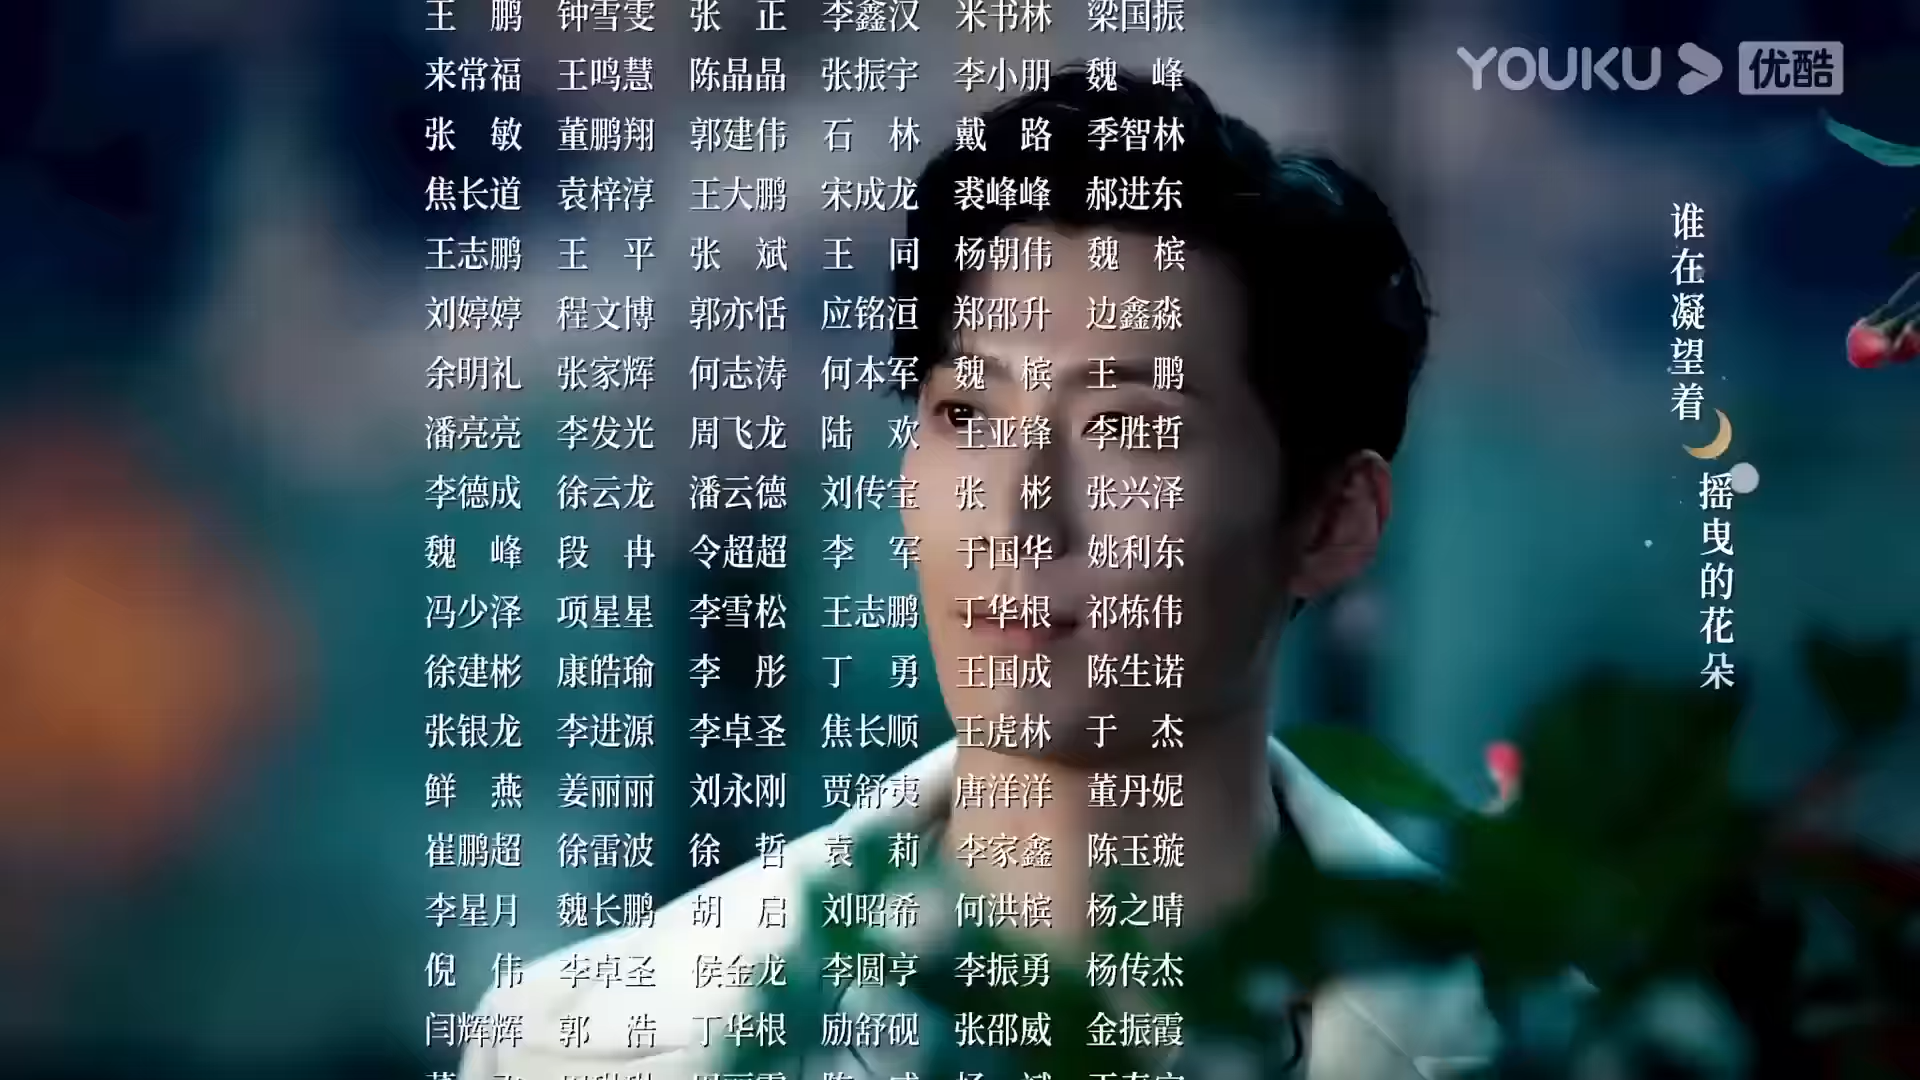 王　鹏　钟雪雯　张　正　李鑫汉　米书林　梁国振
来常福　王鸣慧　陈晶晶　张振宇　李小朋　魏　峰
张　敏　董鹏翔　郭建伟　石　林　戴　路　季智林
焦长道　袁梓淳　王大鹏　宋成龙　裘峰峰　郝进东
王志鹏　王　平　张　斌　王　同　杨朝伟　魏　槟
刘婷婷　程文博　郭亦恬　应铭洹　郑邵升　边鑫淼
余明礼　张家辉　何志涛　何本军　魏　槟　王　鹏
潘亮亮　李发光　周飞龙　陆　欢　王亚锋　李胜哲
李德成　徐云龙　潘云德　刘传宝　张　彬　张兴泽
魏　峰　段　冉　令超超　李　军　于国华　姚利东
冯少泽　项星星　李雪松　王志鹏　丁华根　祁栋伟
徐建彬　康皓瑜　李　彤　丁　勇　王国成　陈生诺
张银龙　李进源　李卓圣　焦长顺　王虎林　于　杰
鲜　燕　姜丽丽　刘永刚　贾舒夷　唐洋洋　董丹妮
崔鹏超　徐雷波　徐　哲　袁　莉　李家鑫　陈玉璇
李星月　魏长鹏　胡　启　刘昭希　何洪槟　杨之晴
倪　伟　李卓圣　侯金龙　李圆亨　李振勇　杨传杰
闫辉辉　郭　浩　丁华根　励舒砚　张邵威　金振霞
YOUKU 优酷
谁在凝望着
摇曳的花朵